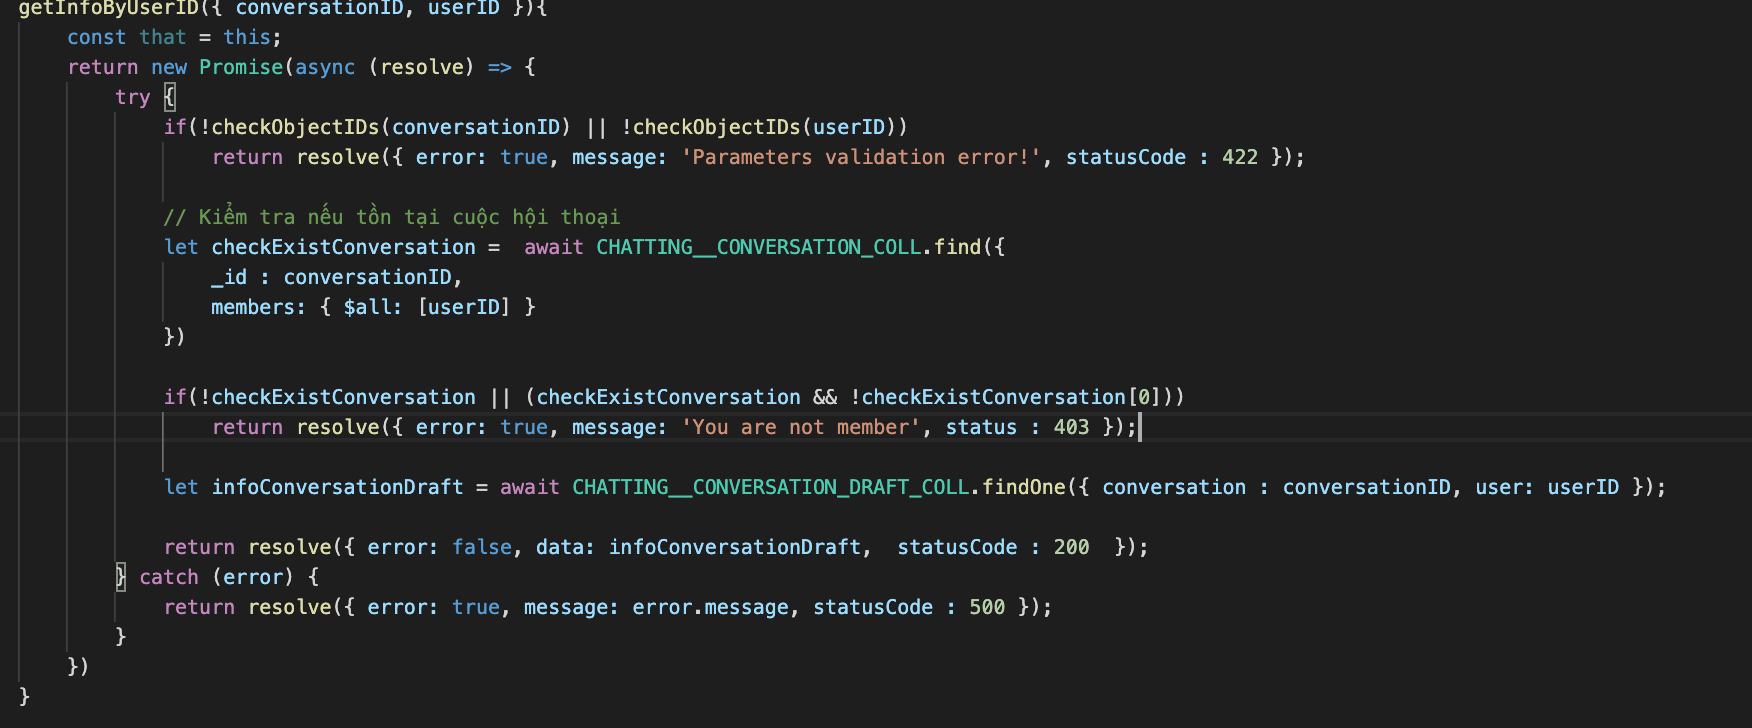 getInfoByUserID({ conversationID, userID }){
const that = this;
return new Promise(async (resolve) => {
try {
if(!checkObjectIDs(conversationID) || !checkObjectIDs(userID))
return resolve({ error: true, message: 'Parameters validation error!', statusCode : 422 });
// Kiểm tra nếu tồn tại cuộc hội thoại
let checkExistConversation =  await CHATTING__CONVERSATION_COLL.find({
_id : conversationID,
members: { $all: [userID] }
})
if(!checkExistConversation || (checkExistConversation && !checkExistConversation[0]))
return resolve({ error: true, message: 'You are not member', status : 403 });
let infoConversationDraft = await CHATTING__CONVERSATION_DRAFT_COLL.findOne({ conversation : conversationID, user: userID });
return resolve({ error: false, data: infoConversationDraft,  statusCode : 200  });
} catch (error) {
return resolve({ error: true, message: error.message, statusCode : 500 });
}
})
}